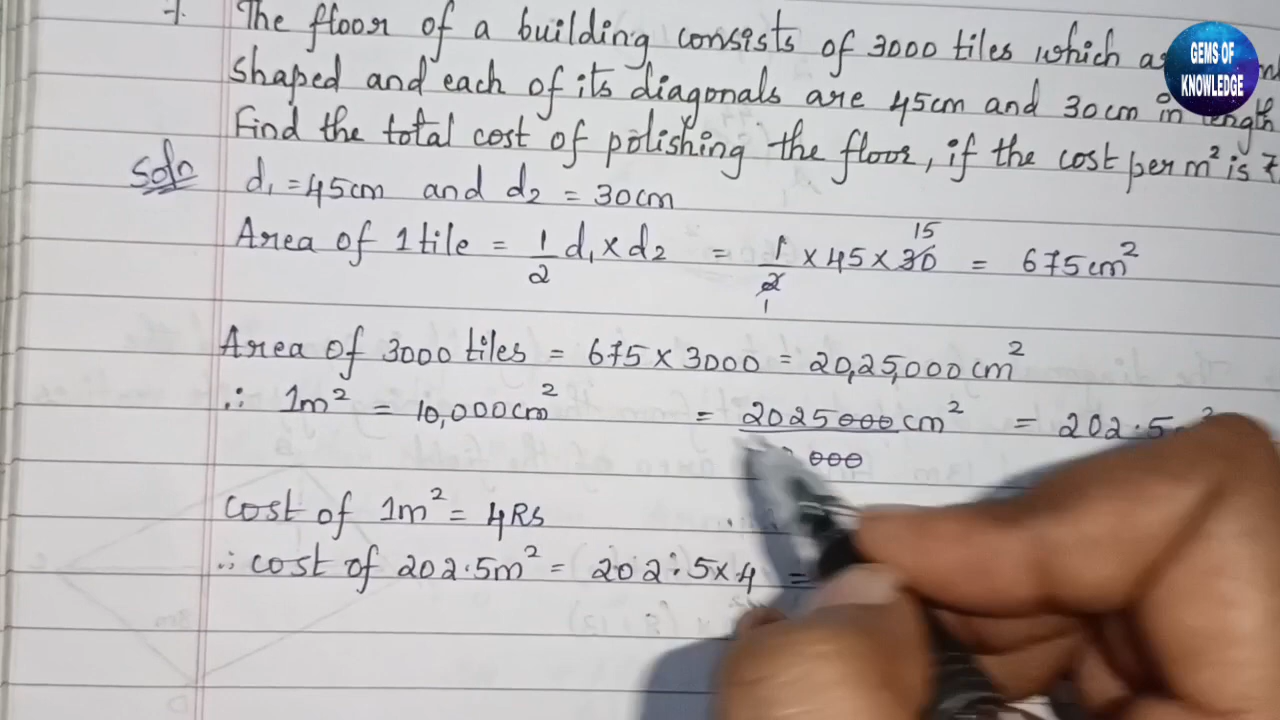 7. The floor of a building consists of 3000 tiles which
shaped and each of its diagonals are 45cm and 30cm in length
Find the total cost of polishing the floor, if the cost per m² is ₹
Soln d₁ = 45cm and d₂ = 30cm
Area of 1 tile = 1/2 d₁ x d₂ = 1/2 x 45 x 30 15 1 = 675 cm²
Area of 3000 tiles = 675 x 3000 = 20,25,000 cm²
∴ 1m² = 10,000cm² = 2025000 cm² / 000 = 202.5
Cost of 1m² = 4RS
∴ cost of 202.5m² = 202.5 x 4 =
GEMS OF
KNOWLEDGE